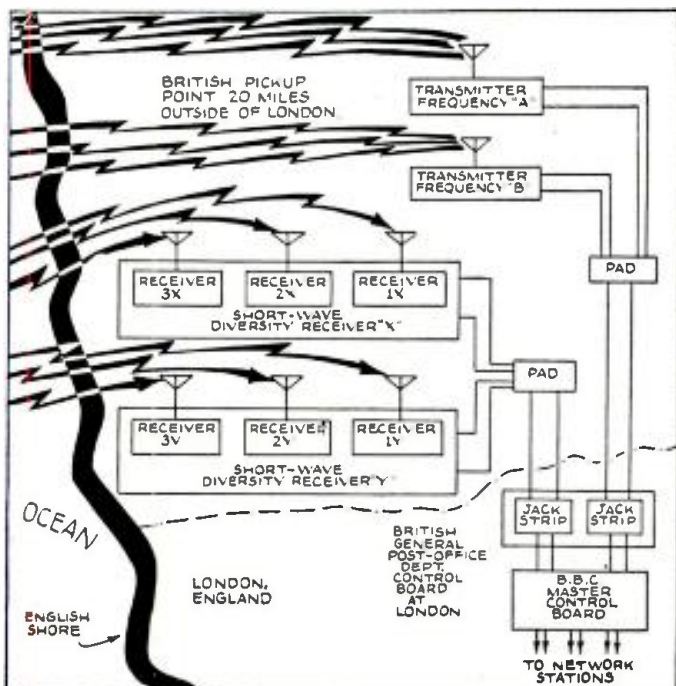 BRITISH PICKUP
POINT 20 MILES
OUTSIDE OF LONDON
TRANSMITTER
FREQUENCY "A"
TRANSMITTER
FREQUENCY "B"
PAD
RECEIVER
3X
RECEIVER
2X
RECEIVER
1X
SHORT-WAVE
DIVERSITY RECEIVER "X"
PAD
RECEIVER
3Y
RECEIVER
2Y
RECEIVER
1Y
SHORT-WAVE
DIVERSITY RECEIVER "Y"
OCEAN
ENGLISH
SHORE
LONDON,
ENGLAND
BRITISH
GENERAL
POST-OFFICE
DEPT.
CONTROL
BOARD
AT
LONDON
JACK
STRIP
JACK
STRIP
B.B.C
MASTER
CONTROL
BOARD
TO NETWORK
STATIONS